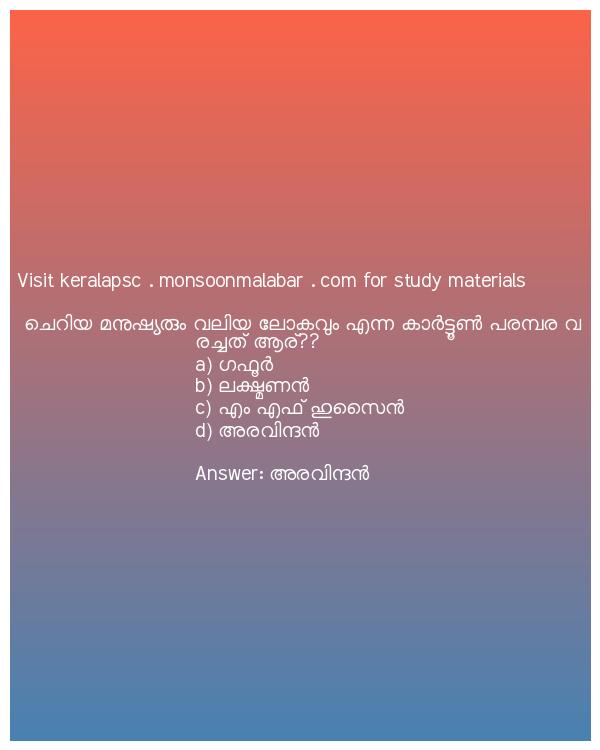 Visit keralapsc . monsoonmalabar . com for study materials
ചെറിയ മനുഷ്യരും വലിയ ലോകവും എന്ന കാർട്ടൂൺ പരമ്പര വ
രച്ചത് ആര്??
a) ഗഫൂർ
b) ലക്ഷ്മണൻ
c) എം എഫ് ഹുസൈൻ
d) അരവിന്ദൻ
Answer: അരവിന്ദൻ